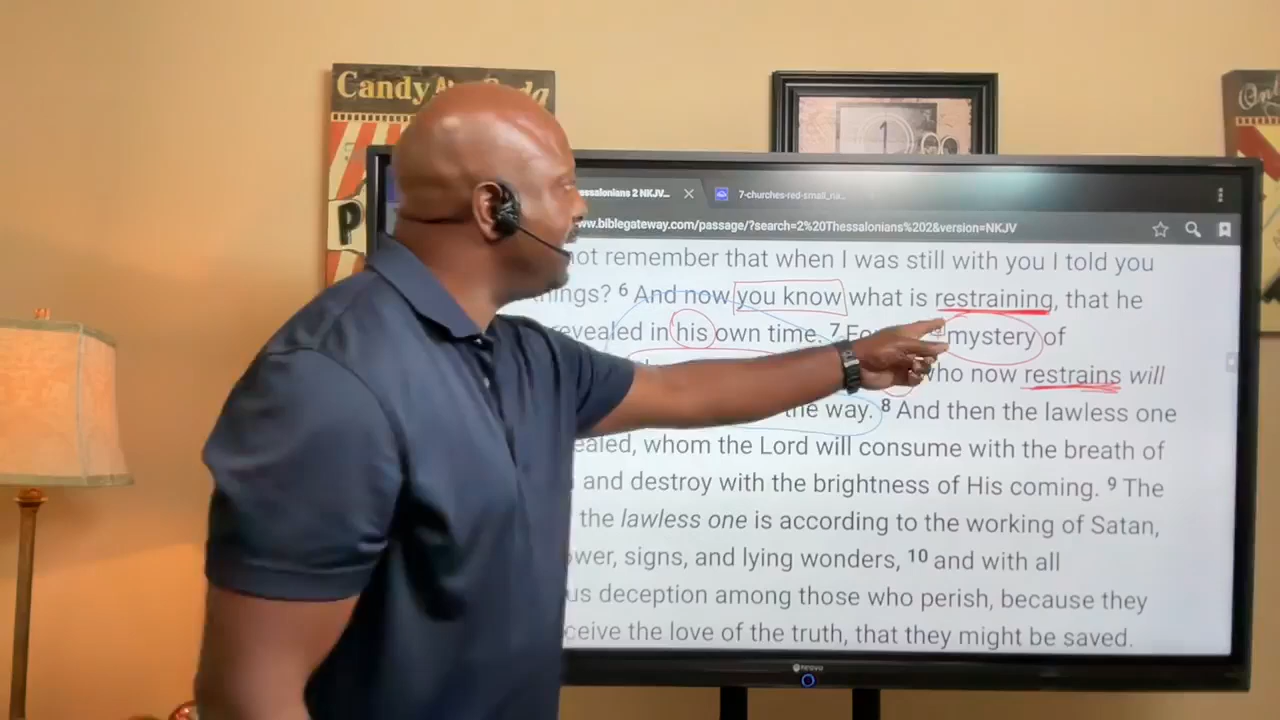 Candy
P
Onl
1
essalonians 2 NKJV...
7-churches-red-small_na...
ww.biblegateway.com/passage/?search=2%20Thessalonians%202&version=NKJV
not remember that when I was still with you I told you
things? 6 And now you know what is restraining, that he
revealed in his own time. 7 mystery of
who now restrains will
the way. 8 And then the lawless one
ealed, whom the Lord will consume with the breath of
and destroy with the brightness of His coming. 9 The
the lawless one is according to the working of Satan,
ower, signs, and lying wonders, 10 and with all
us deception among those who perish, because they
ceive the love of the truth, that they might be saved.